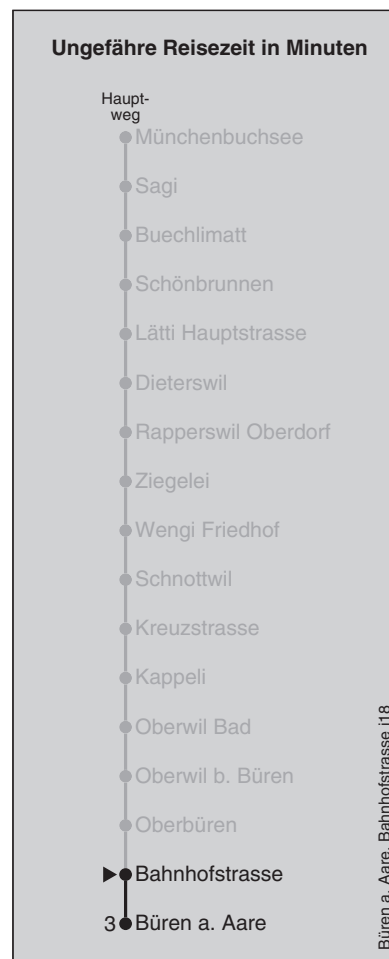 Ungefähre Reisezeit in Minuten
Haupt-
weg
Münchenbuchsee
Sagi
Buechlimatt
Schönbrunnen
Lätti Hauptstrasse
Dieterswil
Rapperswil Oberdorf
Ziegelei
Wengi Friedhof
Schnottwil
Kreuzstrasse
Kappeli
Oberwil Bad
Oberwil b. Büren
Oberbüren
Bahnhofstrasse
3 Büren a. Aare
Büren a. Aare, Bahnhofstrasse j18